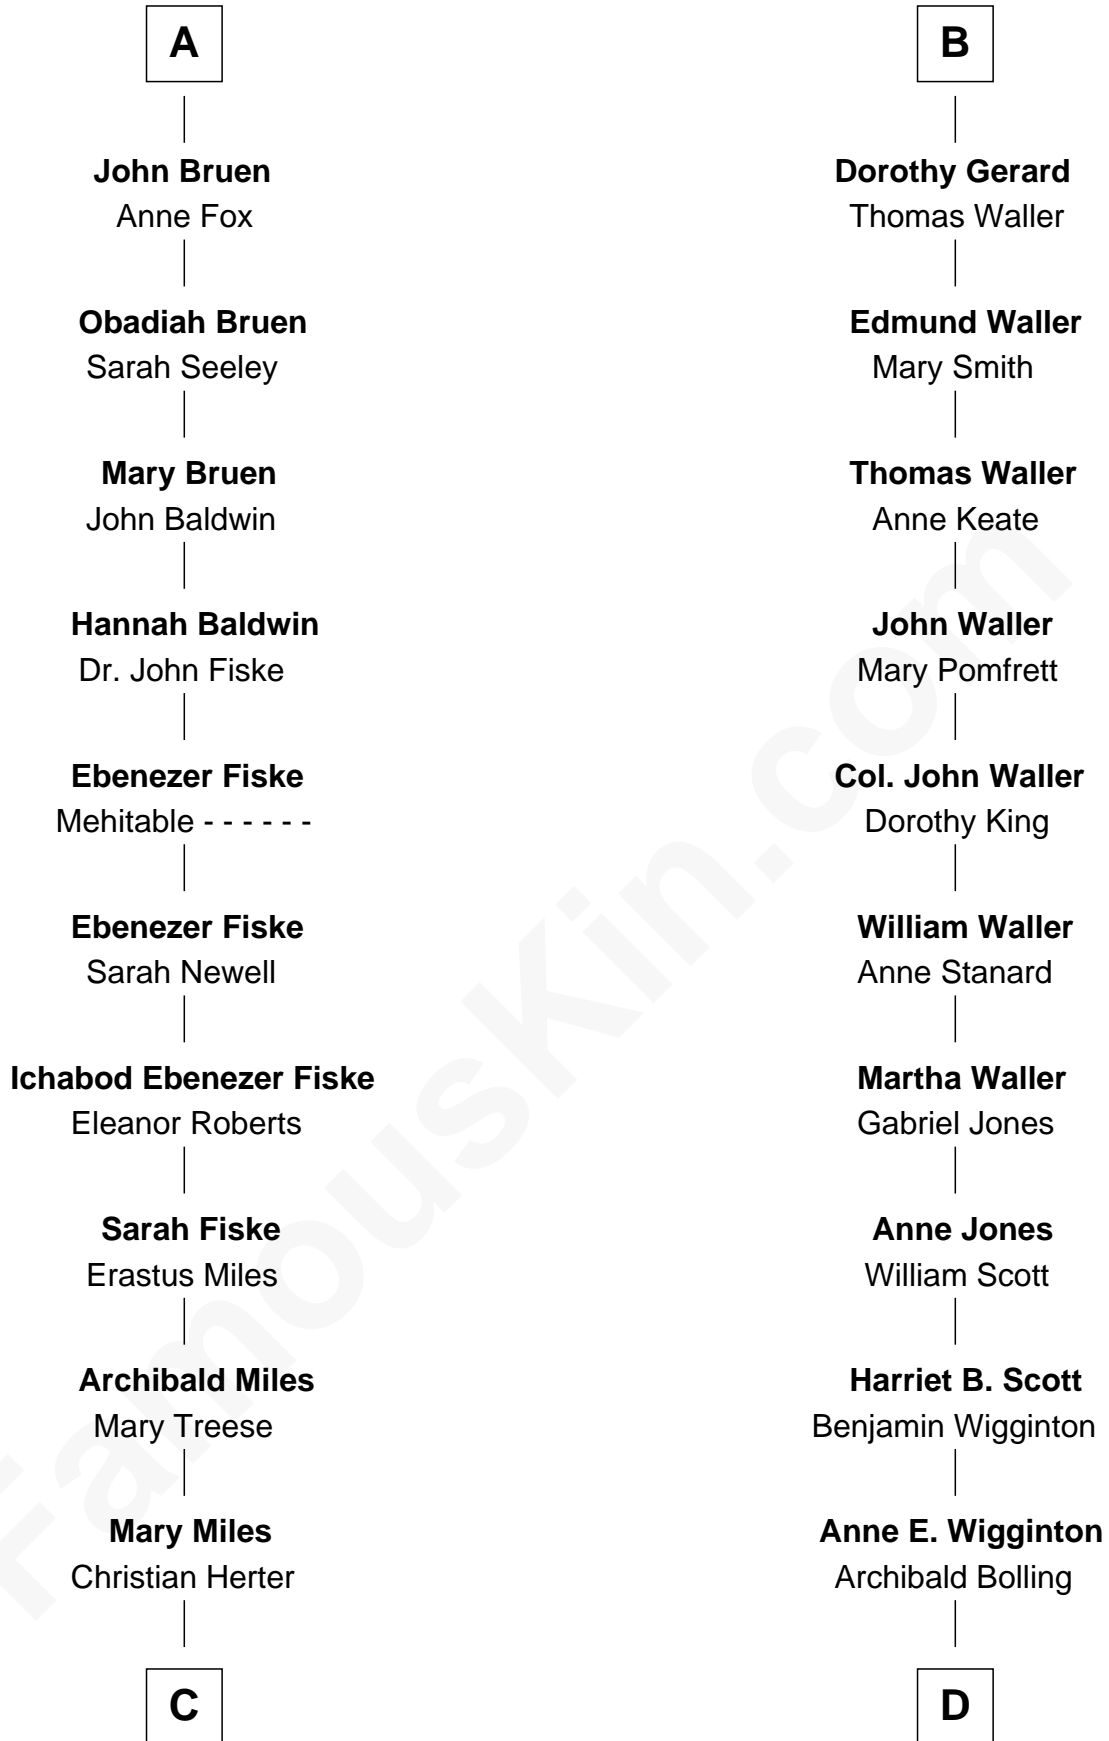 A
John Bruen
Anne Fox
Obadiah Bruen
Sarah Seeley
Mary Bruen
John Baldwin
Hannah Baldwin
Dr. John Fiske
Ebenezer Fiske
Mehitable - - - - - -
Ebenezer Fiske
Sarah Newell
Ichabod Ebenezer Fiske
Eleanor Roberts
Sarah Fiske
Erastus Miles
Archibald Miles
Mary Treese
Mary Miles
Christian Herter
C
B
Dorothy Gerard
Thomas Waller
Edmund Waller
Mary Smith
Thomas Waller
Anne Keate
John Waller
Mary Pomfrett
Col. John Waller
Dorothy King
William Waller
Anne Stanard
Martha Waller
Gabriel Jones
Anne Jones
William Scott
Harriet B. Scott
Benjamin Wigginton
Anne E. Wigginton
Archibald Bolling
D
FamousKin.com